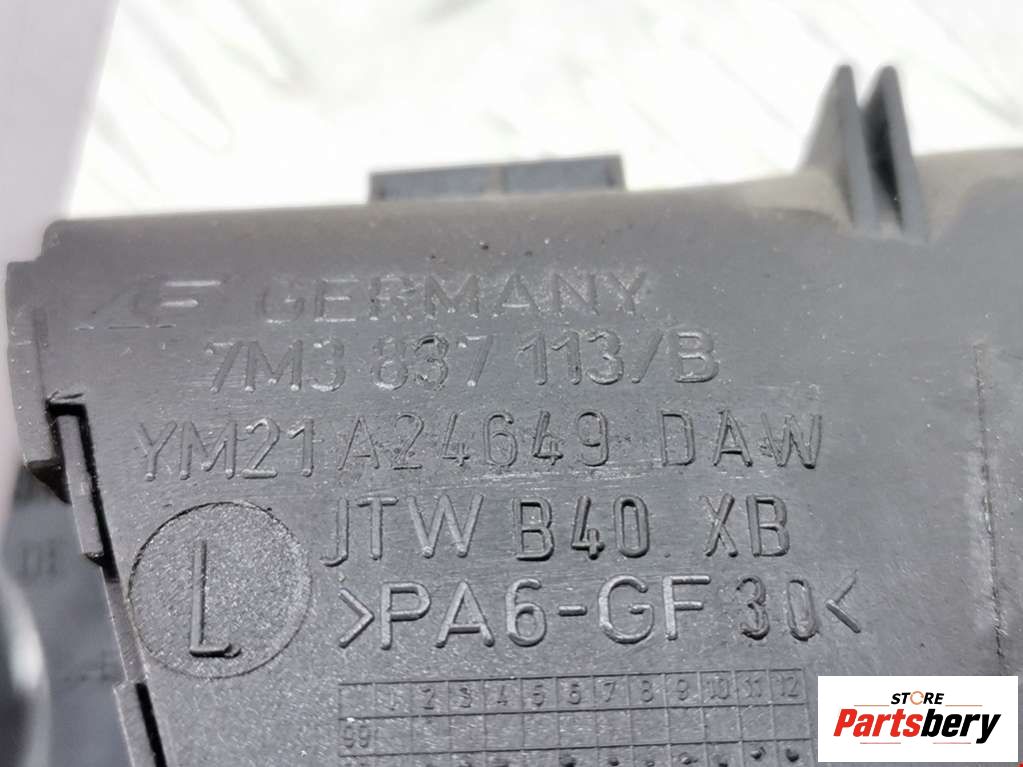 GERMANY
7M3 837 113/B
YM21 A24649 DAW
JTW B40 XB
L
>PA6-GF30<
1 2 3 4 5 6 7 8 9 10 11 12
99
STORE
Partsbery